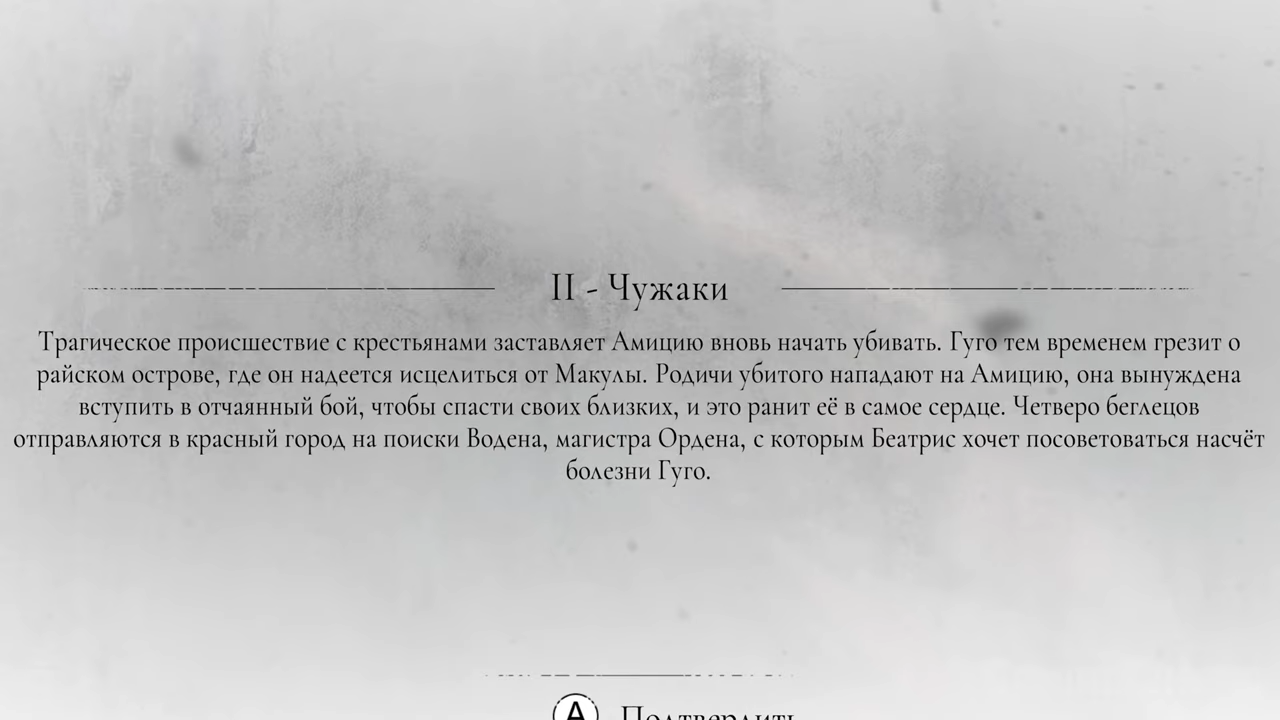 II - Чужаки
Трагическое происшествие с крестьянами заставляет Амицию вновь начать убивать. Гуго тем временем грезит о
райском острове, где он надеется исцелиться от Макулы. Родичи убитого нападают на Амицию, она вынуждена
вступить в отчаянный бой, чтобы спасти своих близких, и это ранит её в самое сердце. Четверо беглецов
отправляются в красный город на поиски Водена, магистра Ордена, с которым Беатрис хочет посоветоваться насчёт
болезни Гуго.
A Подтвердить